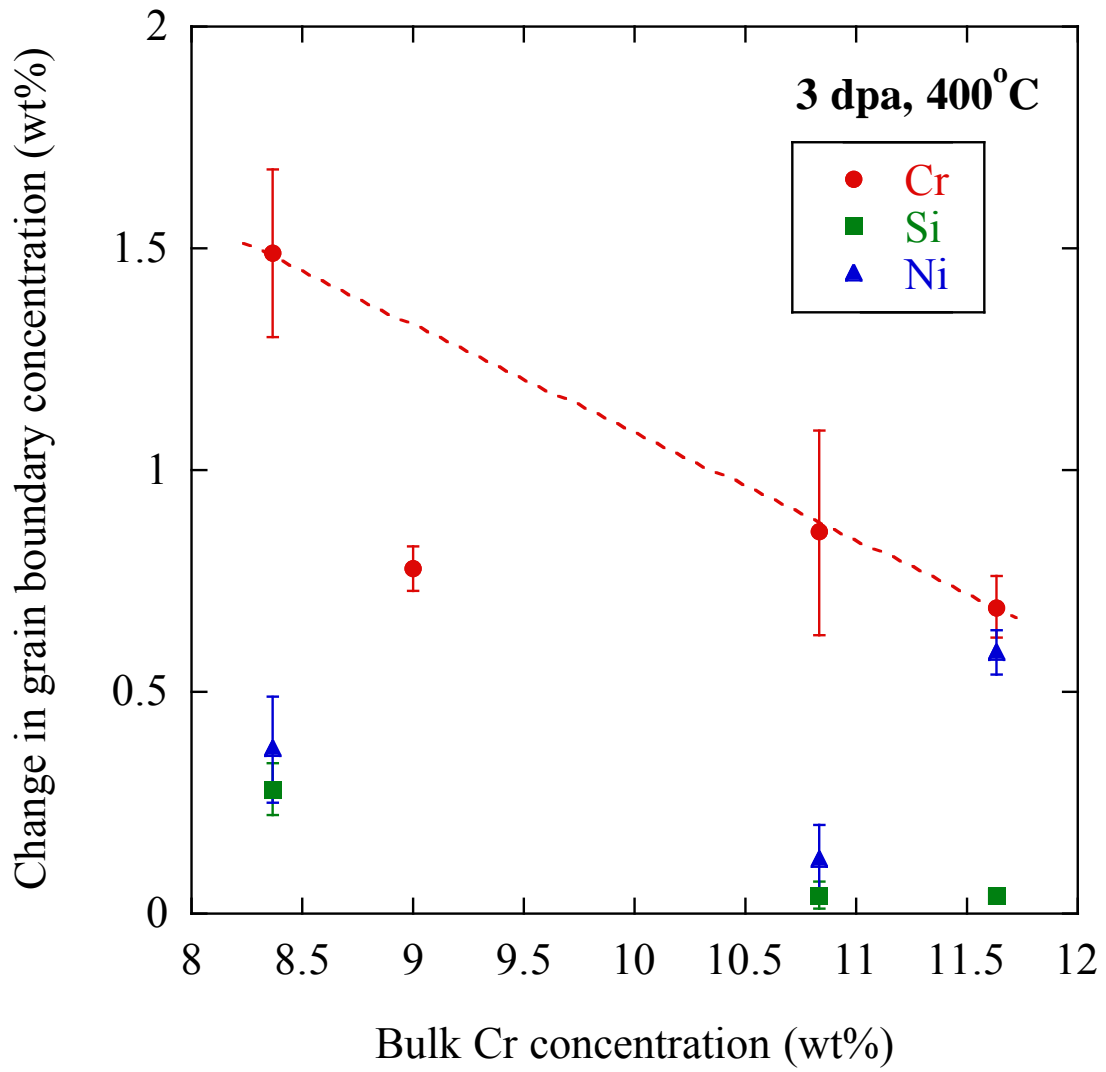 3 dpa, 400°C
Cr
Si
Ni
Change in grain boundary concentration (wt%)
2
1.5
1
0.5
0
8 8.5 9 9.5 10 10.5 11 11.5 12
Bulk Cr concentration (wt%)